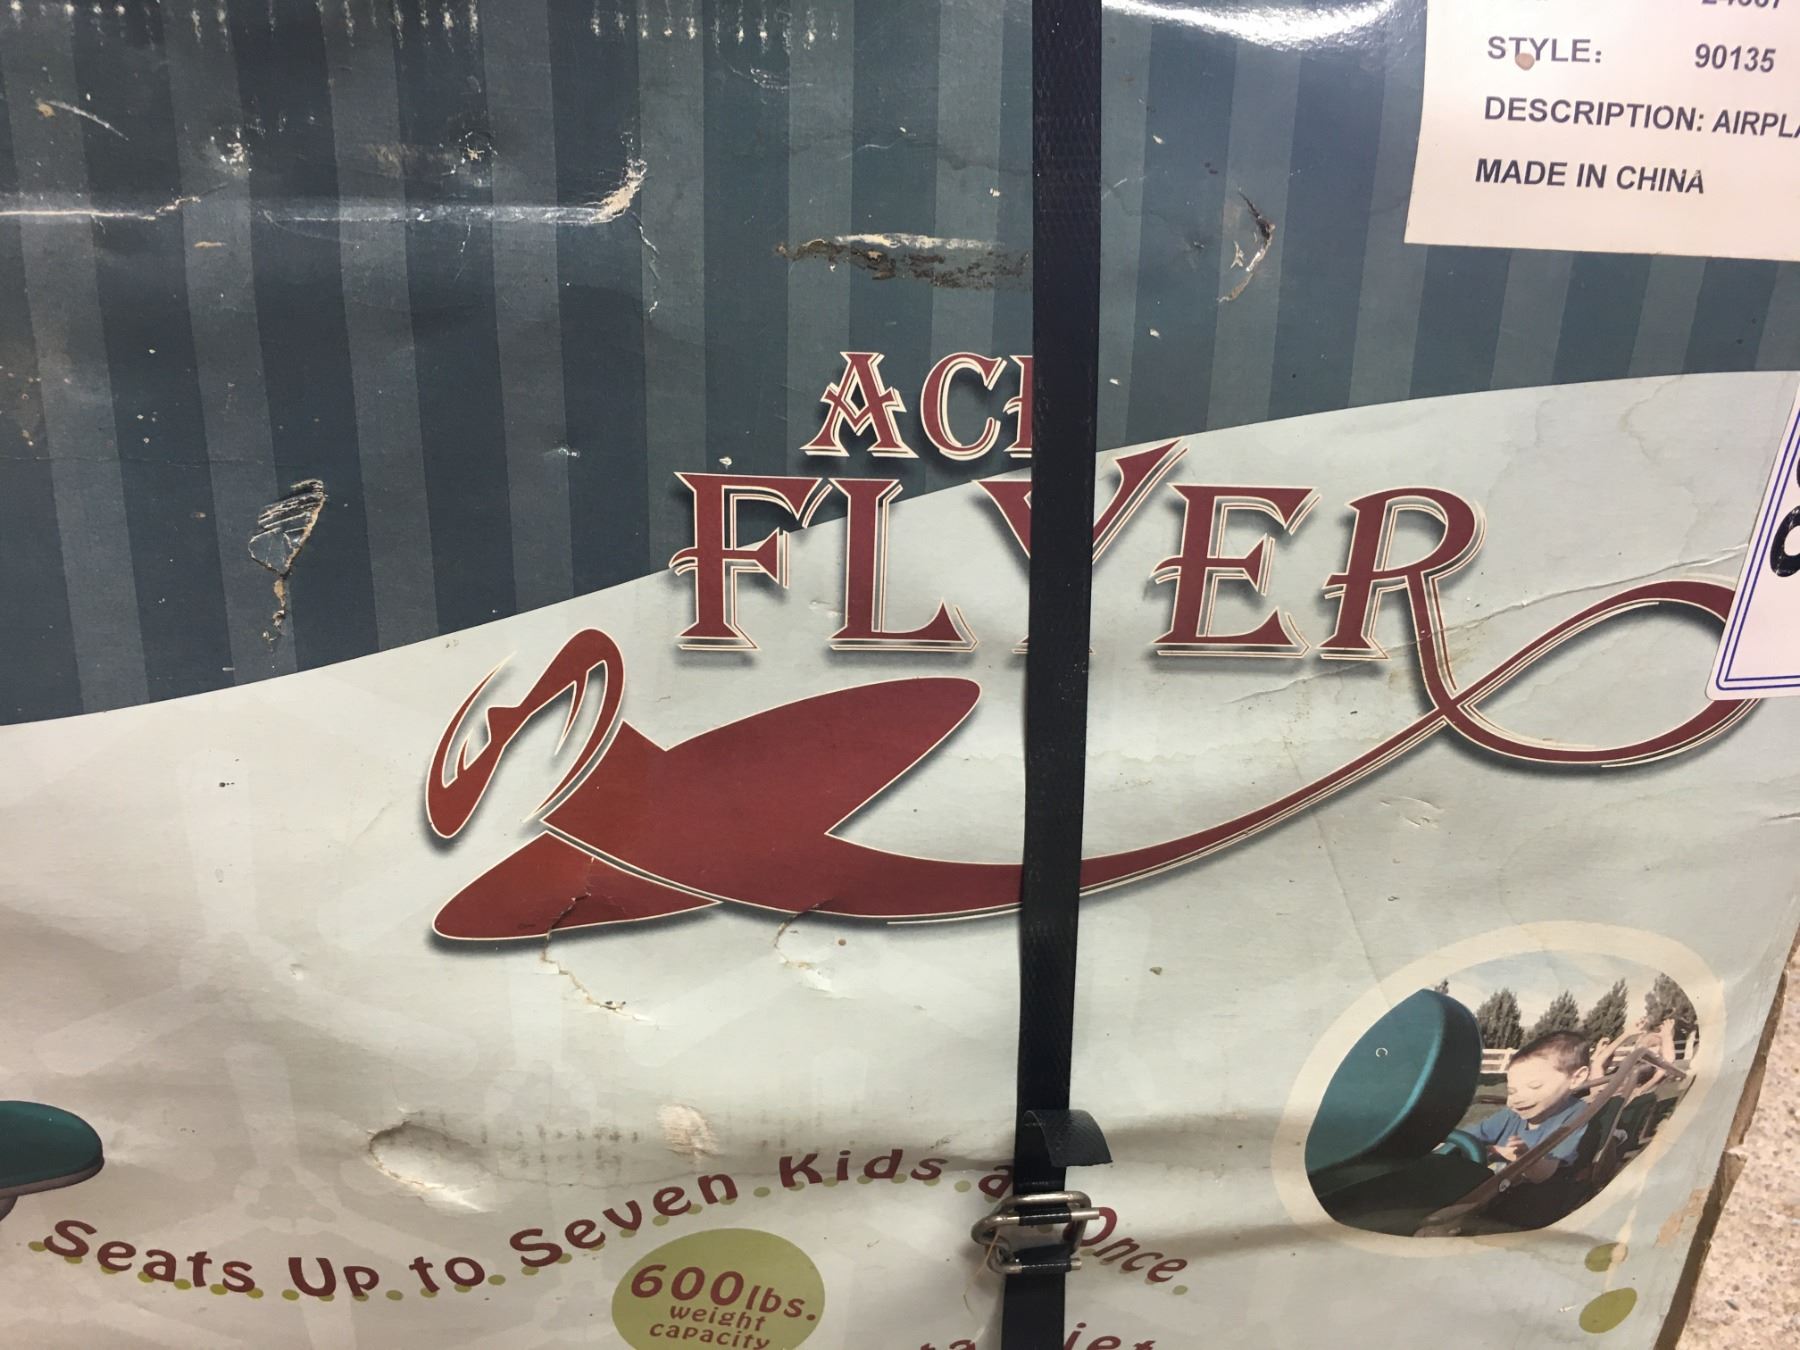 STYLE: 90135
DESCRIPTION: AIRPLA
MADE IN CHINA
AC
FLYER
Seats Up to Seven Kids a Once.
600lbs.
weight
capacity